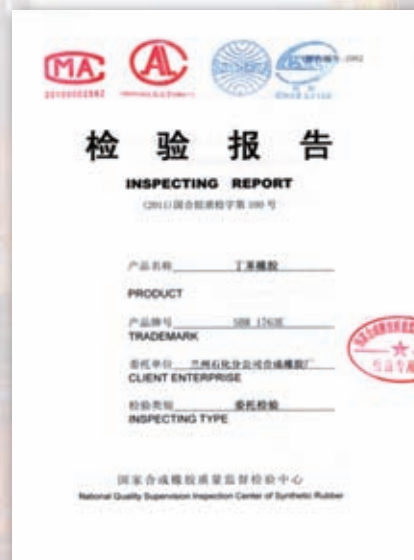 MA
AL
检 验 报 告
INSPECTING REPORT
(2011)国合胶质检字第 100 号
产品名称 丁苯橡胶
PRODUCT
产品牌号 SBR 1763E
TRADEMARK
委托单位 兰州石化分公司合成橡胶厂
CLIENT ENTERPRISE
检验类别 委托检验
INSPECTING TYPE
国家合成橡胶质量监督检验中心
National Quality Supervision Inspection Center of Synthetic Rubber